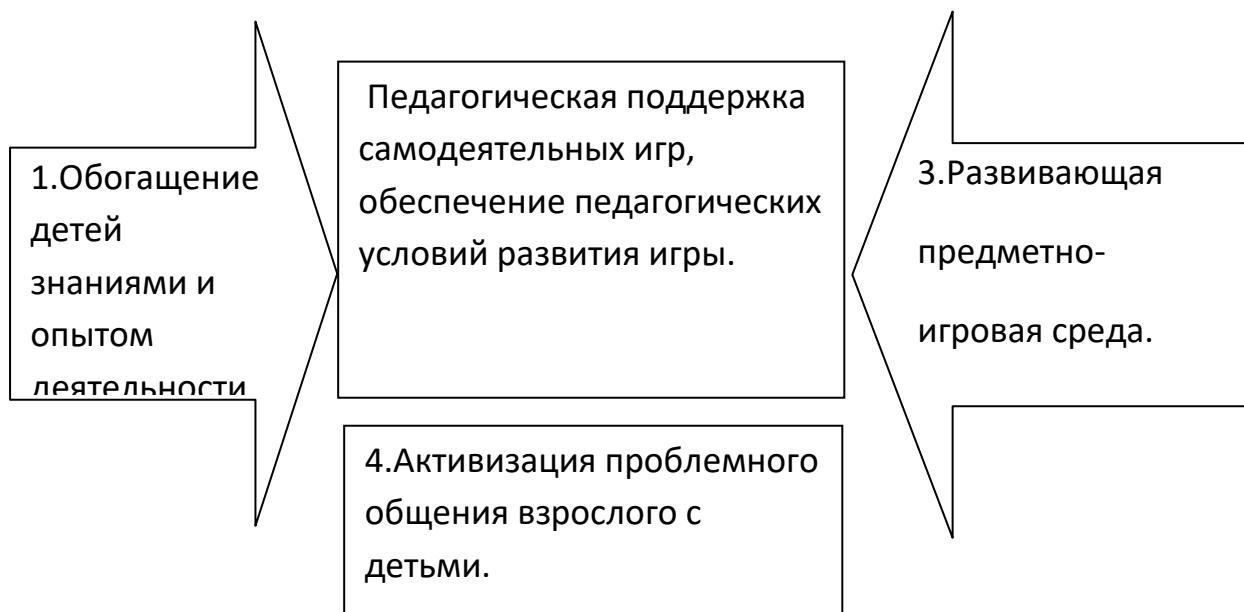 1.Обогащение
детей
знаниями и
опытом
деятельности
Педагогическая поддержка
самодеятельных игр,
обеспечение педагогических
условий развития игры.
3.Развивающая
предметно-
игровая среда.
4.Активизация проблемного
общения взрослого с
детьми.